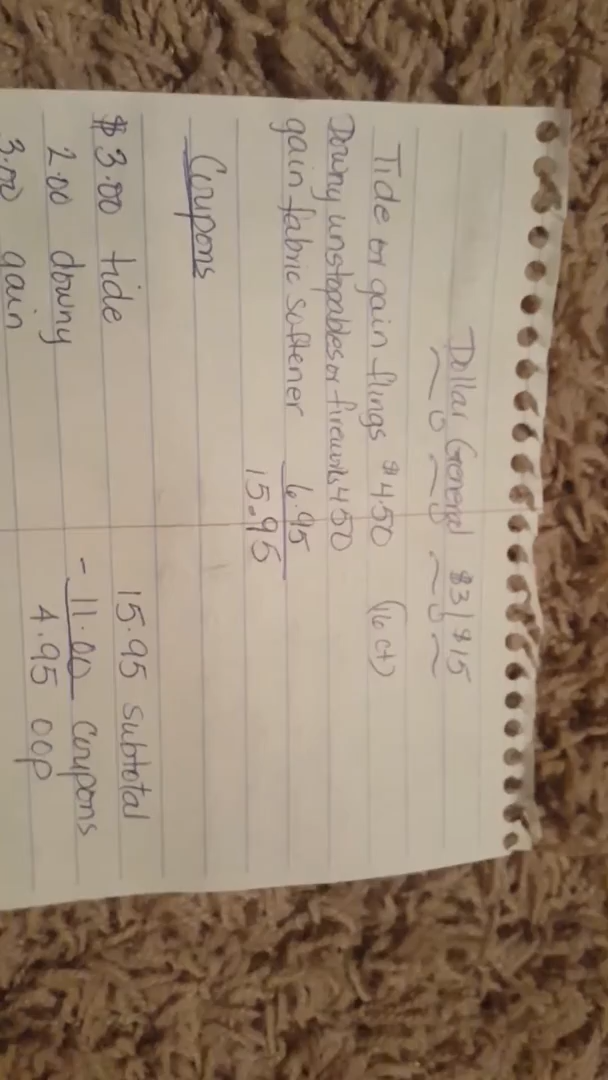 Dollar General $3/$15
Tide or gain flings $4.50 (16 ct)
Downy unstopables or fireworks 4.50
gain fabric softener 6.95
15.95
Coupons
$3.00 tide
15.95 subtotal
2.00 downy
- 11.00 coupons
3.00 gain
4.95 oop